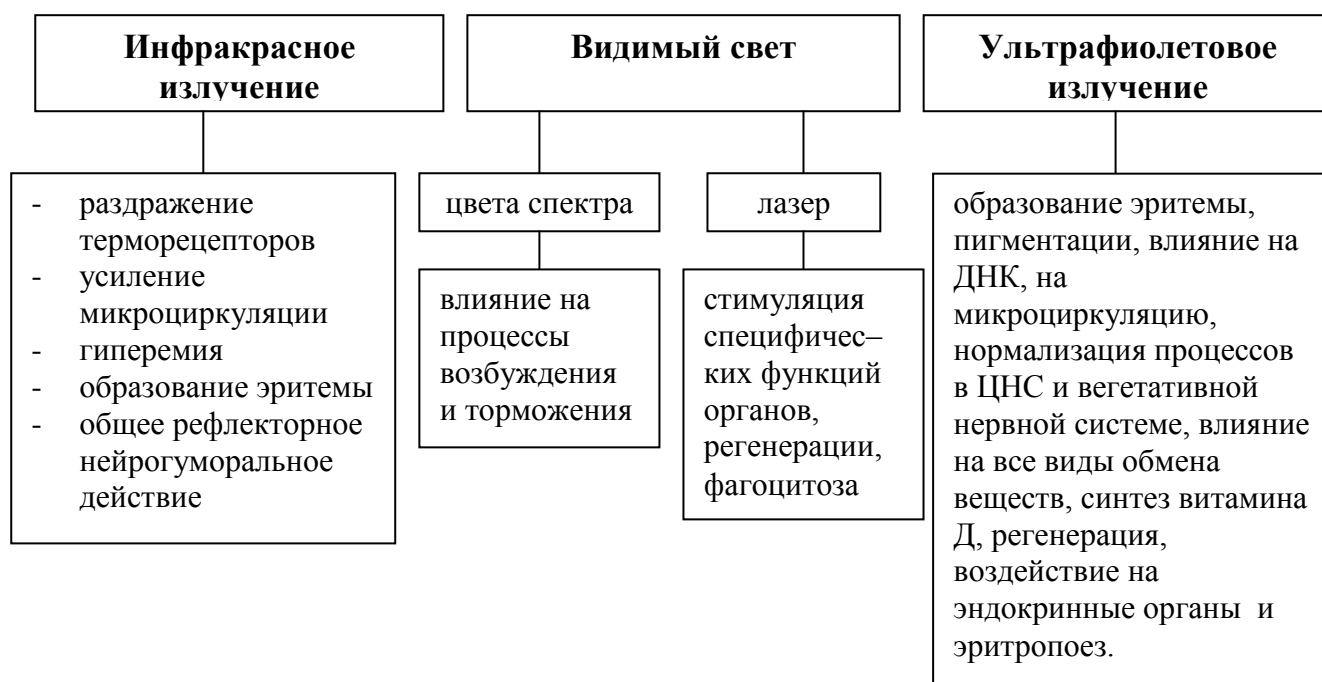 Инфракрасное
излучение
Видимый свет
Ультрафиолетовое
излучение
- раздражение
терморецепторов
- усиление
микроциркуляции
- гиперемия
- образование эритемы
- общее рефлекторное
нейрогуморальное
действие
цвета спектра
влияние на
процессы
возбуждения
и торможения
лазер
стимуляция
специфичес–
ких функций
органов,
регенерации,
фагоцитоза
образование эритемы,
пигментации, влияние на
ДНК, на
микроциркуляцию,
нормализация процессов
в ЦНС и вегетативной
нервной системе, влияние
на все виды обмена
веществ, синтез витамина
Д, регенерация,
воздействие на
эндокринные органы и
эритропоез.